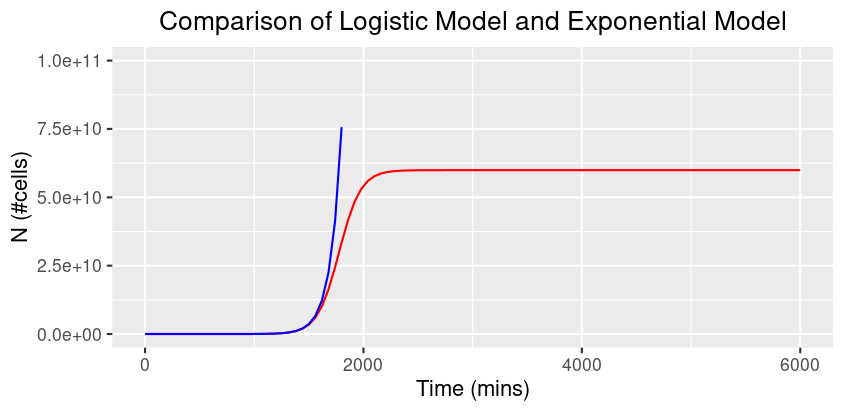 Comparison of Logistic Model and Exponential Model
1.0e+11
7.5e+10
5.0e+10
2.5e+10
0.0e+00
N (#cells)
0 2000 4000 6000
Time (mins)